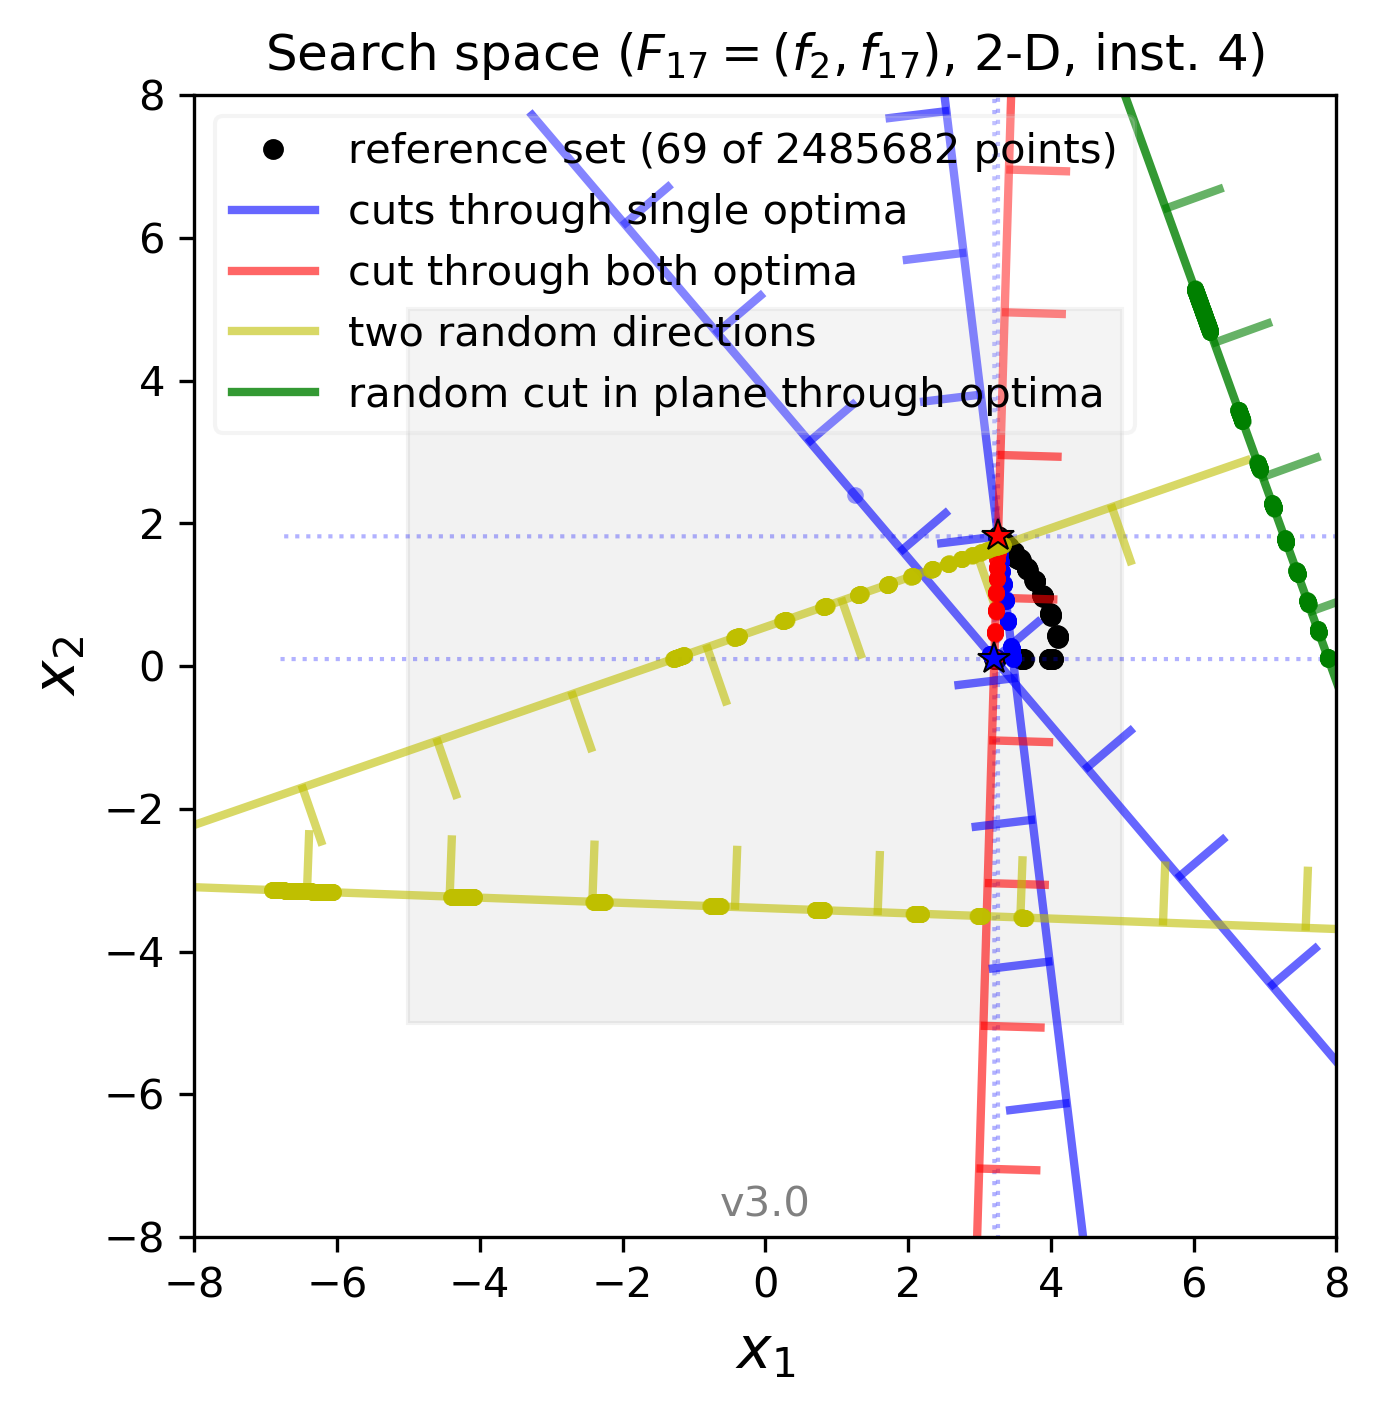 Search space (F17 = (f2, f17), 2-D, inst. 4)
reference set (69 of 2485682 points)
cuts through single optima
cut through both optima
two random directions
random cut in plane through optima
8
6
4
2
0
−2
−4
−6
−8
x2
v3.0
−8 −6 −4 −2 0 2 4 6 8
x1